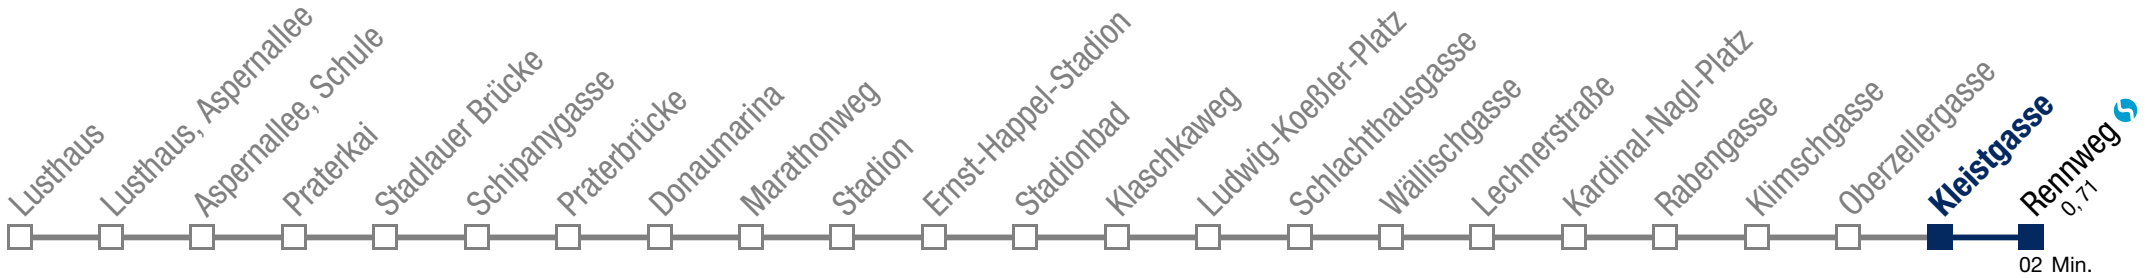 Lusthaus
Lusthaus, Aspernallee
Aspernallee, Schule
Praterkai
Stadlauer Brücke
Schipanygasse
Praterbrücke
Donaumarina
Marathonweg
Stadion
Ernst-Happel-Stadion
Stadionbad
Klaschkaweg
Ludwig-Koeßler-Platz
Schlachthausgasse
Wällischgasse
Lechnerstraße
Kardinal-Nagl-Platz
Rabengasse
Klimschgasse
Oberzellergasse
Kleistgasse
Rennweg
0, 71
02 Min.